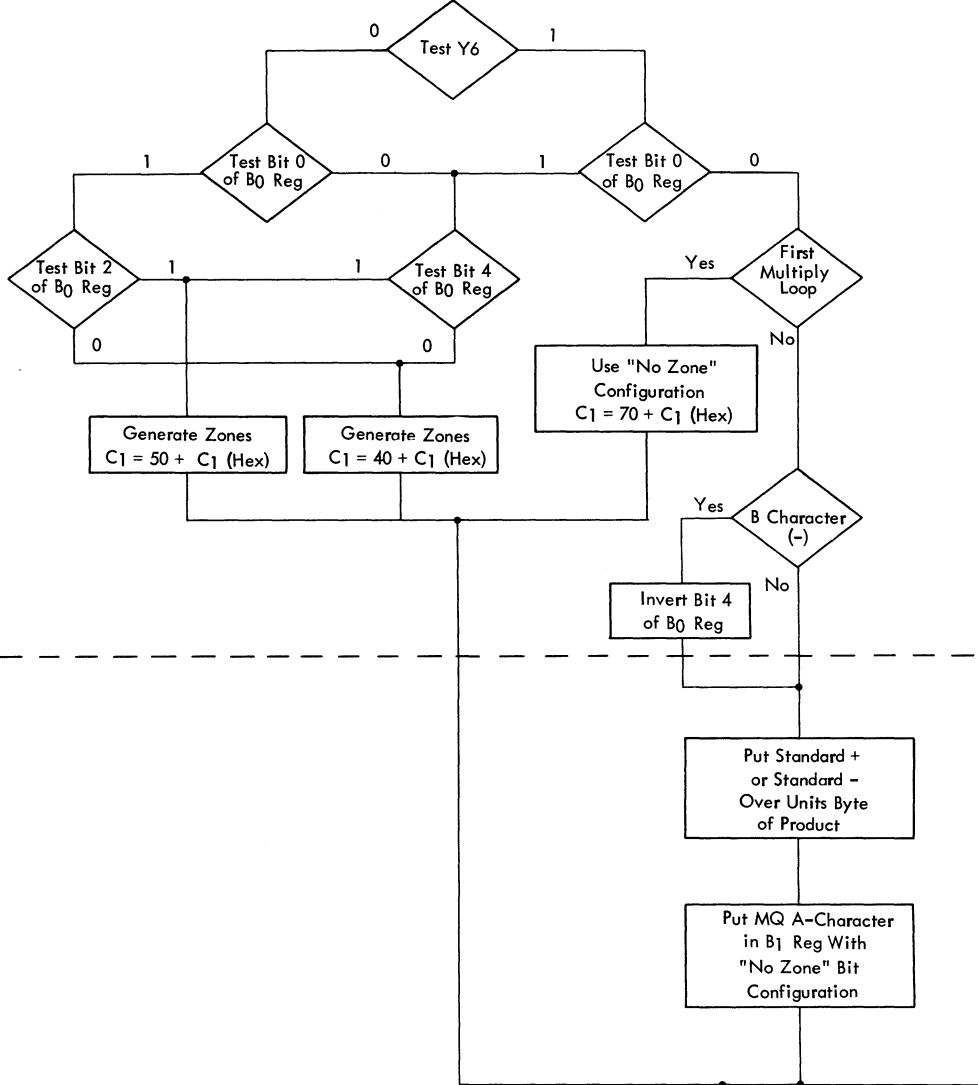 0
Test Y6
1
1
Test Bit 0
of B0 Reg
0
1
Test Bit 0
of B0 Reg
0
Test Bit 2
of B0 Reg
1
1
Test Bit 4
of B0 Reg
Yes
First
Multiply
Loop
0
0
No
Use "No Zone"
Configuration
C1 = 70 + C1 (Hex)
Generate Zones
C1 = 50 + C1 (Hex)
Generate Zones
C1 = 40 + C1 (Hex)
Yes
B Character
(-)
No
Invert Bit 4
of B0 Reg
Put Standard +
or Standard -
Over Units Byte
of Product
Put MQ A-Character
in B1 Reg With
"No Zone" Bit
Configuration